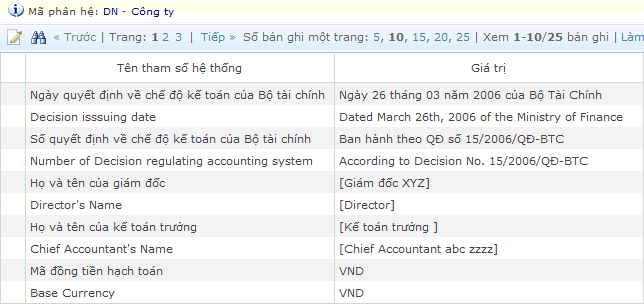 Mã phân hệ: DN - Công ty
« Trước | Trang: 1 2 3 | Tiếp » Số bản ghi một trang: 5, 10, 15, 20, 25 | Xem 1-10/25 bản ghi | Làm
Tên tham số hệ thống Giá trị
Ngày quyết định về chế độ kế toán của Bộ tài chính Ngày 26 tháng 03 năm 2006 của Bộ Tài Chính
Decision isssuing date Dated March 26th, 2006 of the Ministry of Finance
Số quyết định về chế độ kế toán của Bộ tài chính Ban hành theo QĐ số 15/2006/QĐ-BTC
Number of Decision regulating accounting system According to Decision No. 15/2006/QĐ-BTC
Họ và tên của giám đốc [Giám đốc XYZ]
Director's Name [Director]
Họ và tên của kế toán trưởng [Kế toán trưởng ]
Chief Accountant's Name [Chief Accountant abc zzzz]
Mã đồng tiền hạch toán VND
Base Currency VND